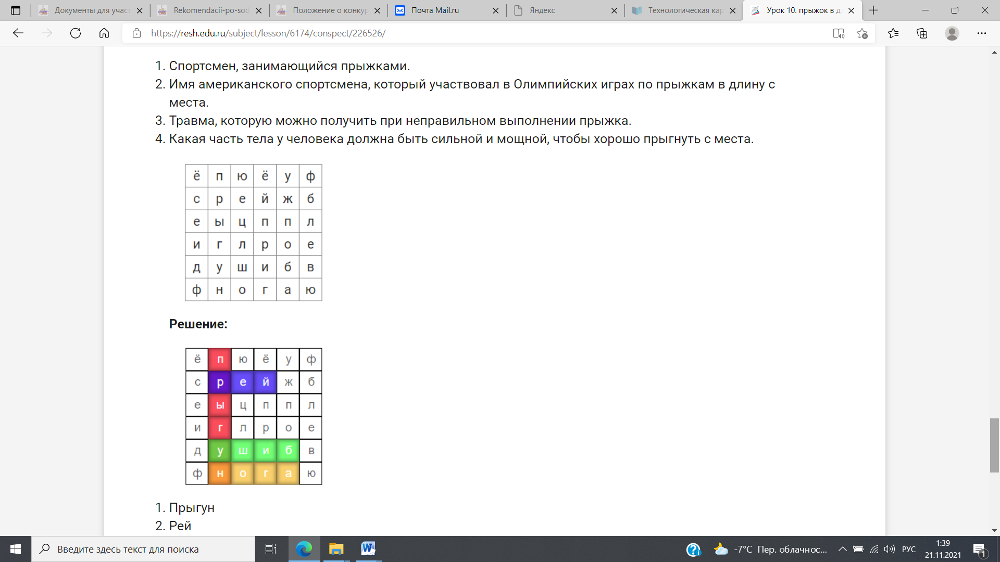 Документы для участ
Rekomendacii-po-sod
Положение о конкур
Почта Mail.ru
Яндекс
Технологическая кар
Урок 10. прыжок в д
https://resh.edu.ru/subject/lesson/6174/conspect/226526/
1. Спортсмен, занимающийся прыжками.
2. Имя американского спортсмена, который участвовал в Олимпийских играх по прыжкам в длину с
места.
3. Травма, которую можно получить при неправильном выполнении прыжка.
4. Какая часть тела у человека должна быть сильной и мощной, чтобы хорошо прыгнуть с места.
ё п ю ё у ф
с р е й ж б
е ы ц п п л
и г л р о е
д у ш и б в
ф н о г а ю
Решение:
ё п ю ё у ф
с р е й ж б
е ы ц п п л
и г л р о е
д у ш и б в
ф н о г а ю
1. Прыгун
2. Рей
Введите здесь текст для поиска
-7°C Пер. облачнос...
РУС
1:39
21.11.2021
1